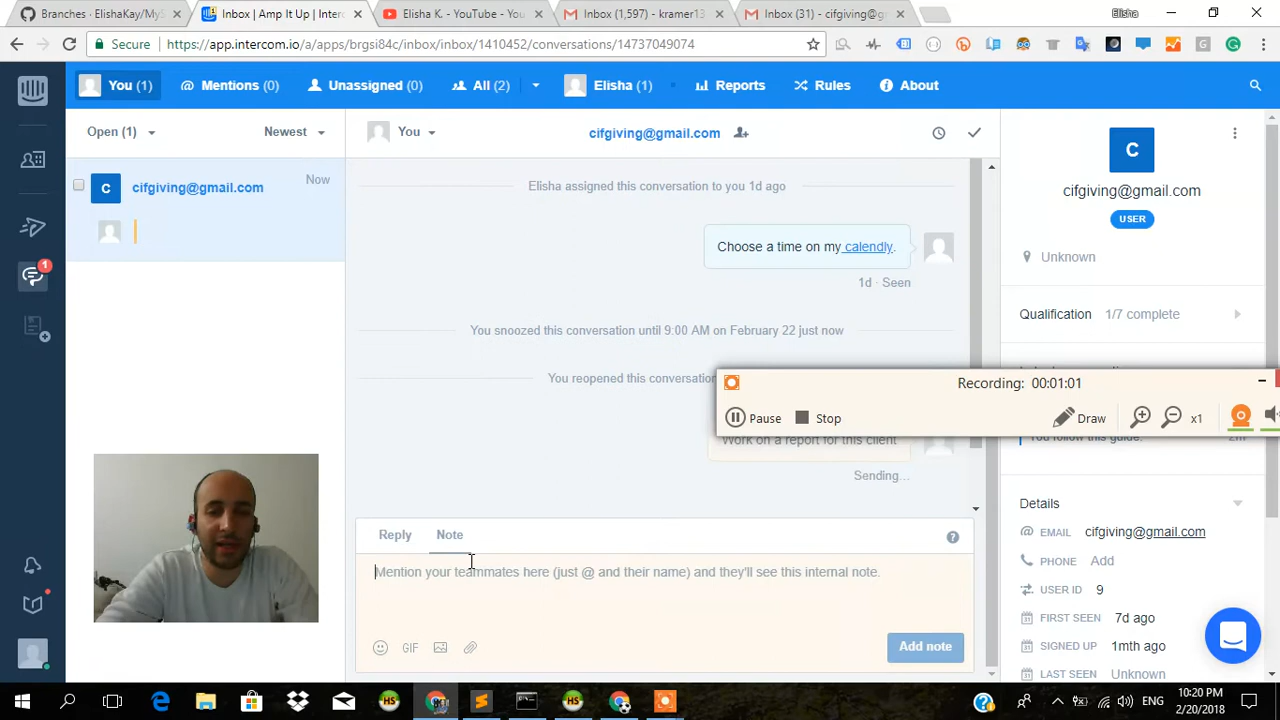 Branches · ElishaKay/MyS
Inbox | Amp It Up | Interc
Elisha K. - YouTube - You
Inbox (1,597) - kramer13
Inbox (31) - cifgiving@g
Elisha
Secure
https://app.intercom.io/a/apps/brgsi84c/inbox/inbox/1410452/conversations/14737049074
You (1)
Mentions (0)
Unassigned (0)
All (2)
Elisha (1)
Reports
Rules
About
Open (1)
Newest
You
cifgiving@gmail.com
C
cifgiving@gmail.com
Now
1
Elisha assigned this conversation to you 1d ago
Choose a time on my calendly.
1d · Seen
You snoozed this conversation until 9:00 AM on February 22 just now
You reopened this conversation
Work on a report for this client
Sending...
Reply
Note
Mention your teammates here (just @ and their name) and they'll see this internal note.
GIF
Add note
C
cifgiving@gmail.com
USER
Unknown
Qualification 1/7 complete
Recording: 00:01:01
Pause
Stop
Draw
x1
You follow this guide.
2m
Details
EMAIL cifgiving@gmail.com
PHONE Add
USER ID 9
FIRST SEEN 7d ago
SIGNED UP 1mth ago
LAST SEEN Unknown
HS
HS
ENG
10:20 PM
2/20/2018